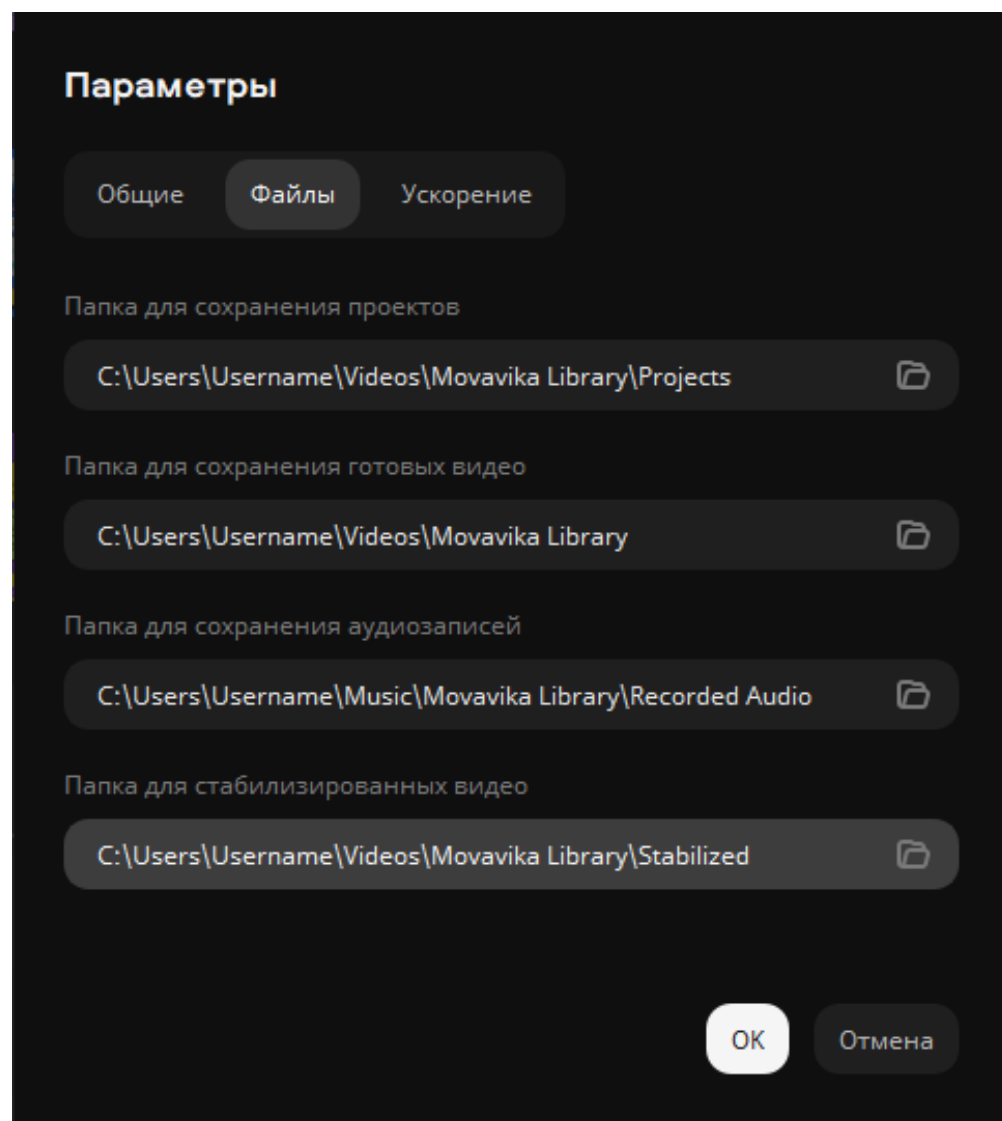 Параметры
Общие Файлы Ускорение
Папка для сохранения проектов
C:\Users\Username\Videos\Movavika Library\Projects
Папка для сохранения готовых видео
C:\Users\Username\Videos\Movavika Library
Папка для сохранения аудиозаписей
C:\Users\Username\Music\Movavika Library\Recorded Audio
Папка для стабилизированных видео
C:\Users\Username\Videos\Movavika Library\Stabilized
OK Отмена